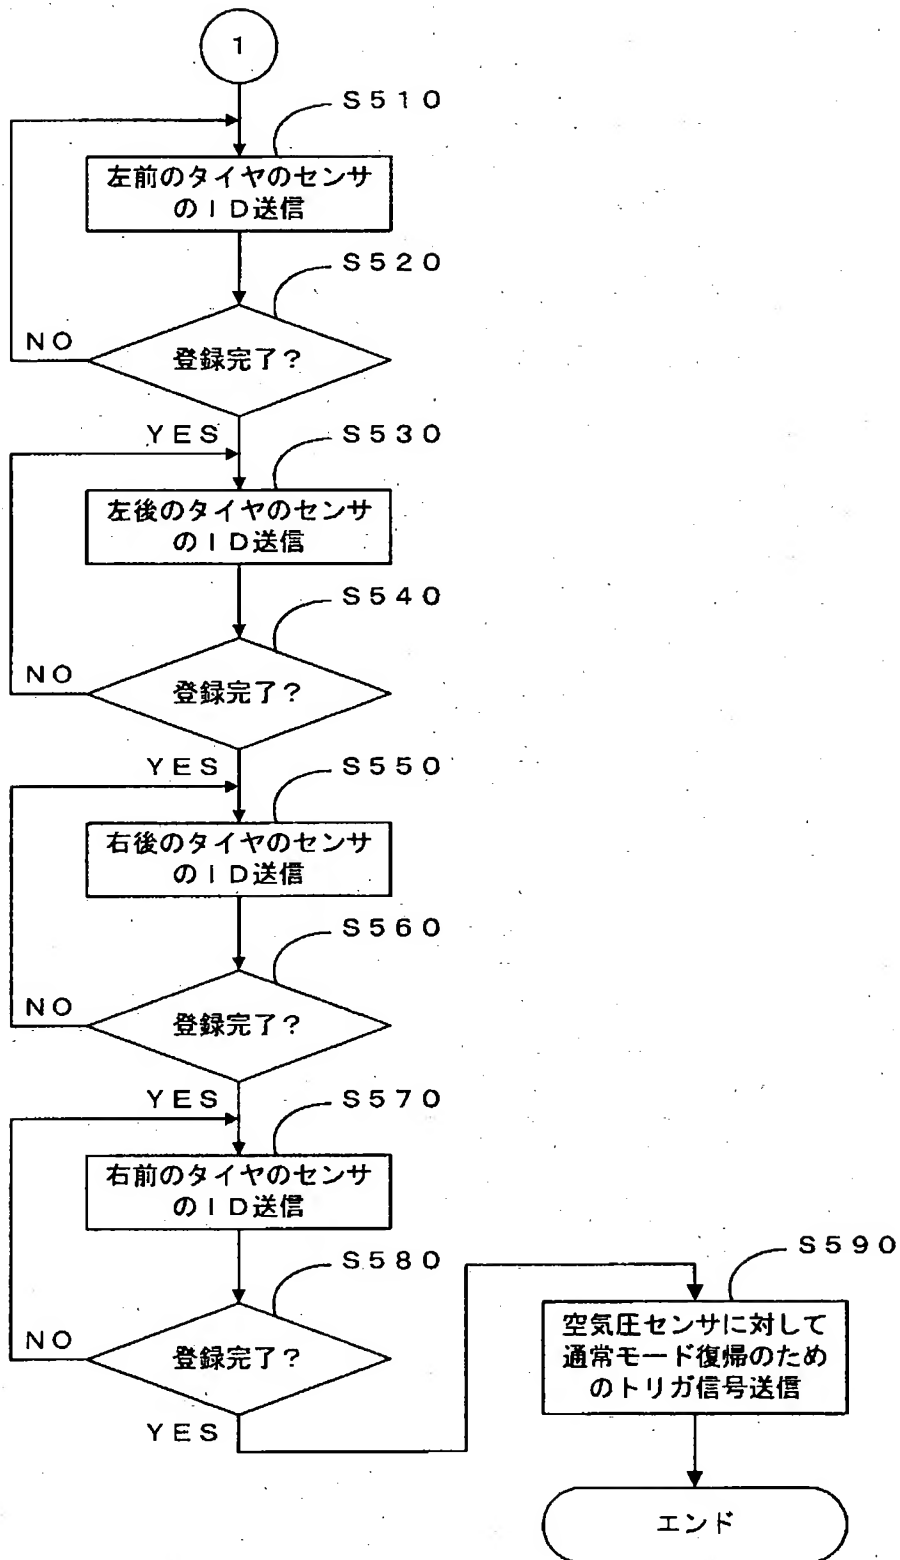 1
S510
左前のタイヤのセンサ
のID送信
S520
NO
登録完了?
YES
S530
左後のタイヤのセンサ
のID送信
S540
NO
登録完了?
YES
S550
右後のタイヤのセンサ
のID送信
S560
NO
登録完了?
YES
S570
右前のタイヤのセンサ
のID送信
S580
NO
登録完了?
YES
S590
空気圧センサに対して
通常モード復帰のため
のトリガ信号送信
エンド